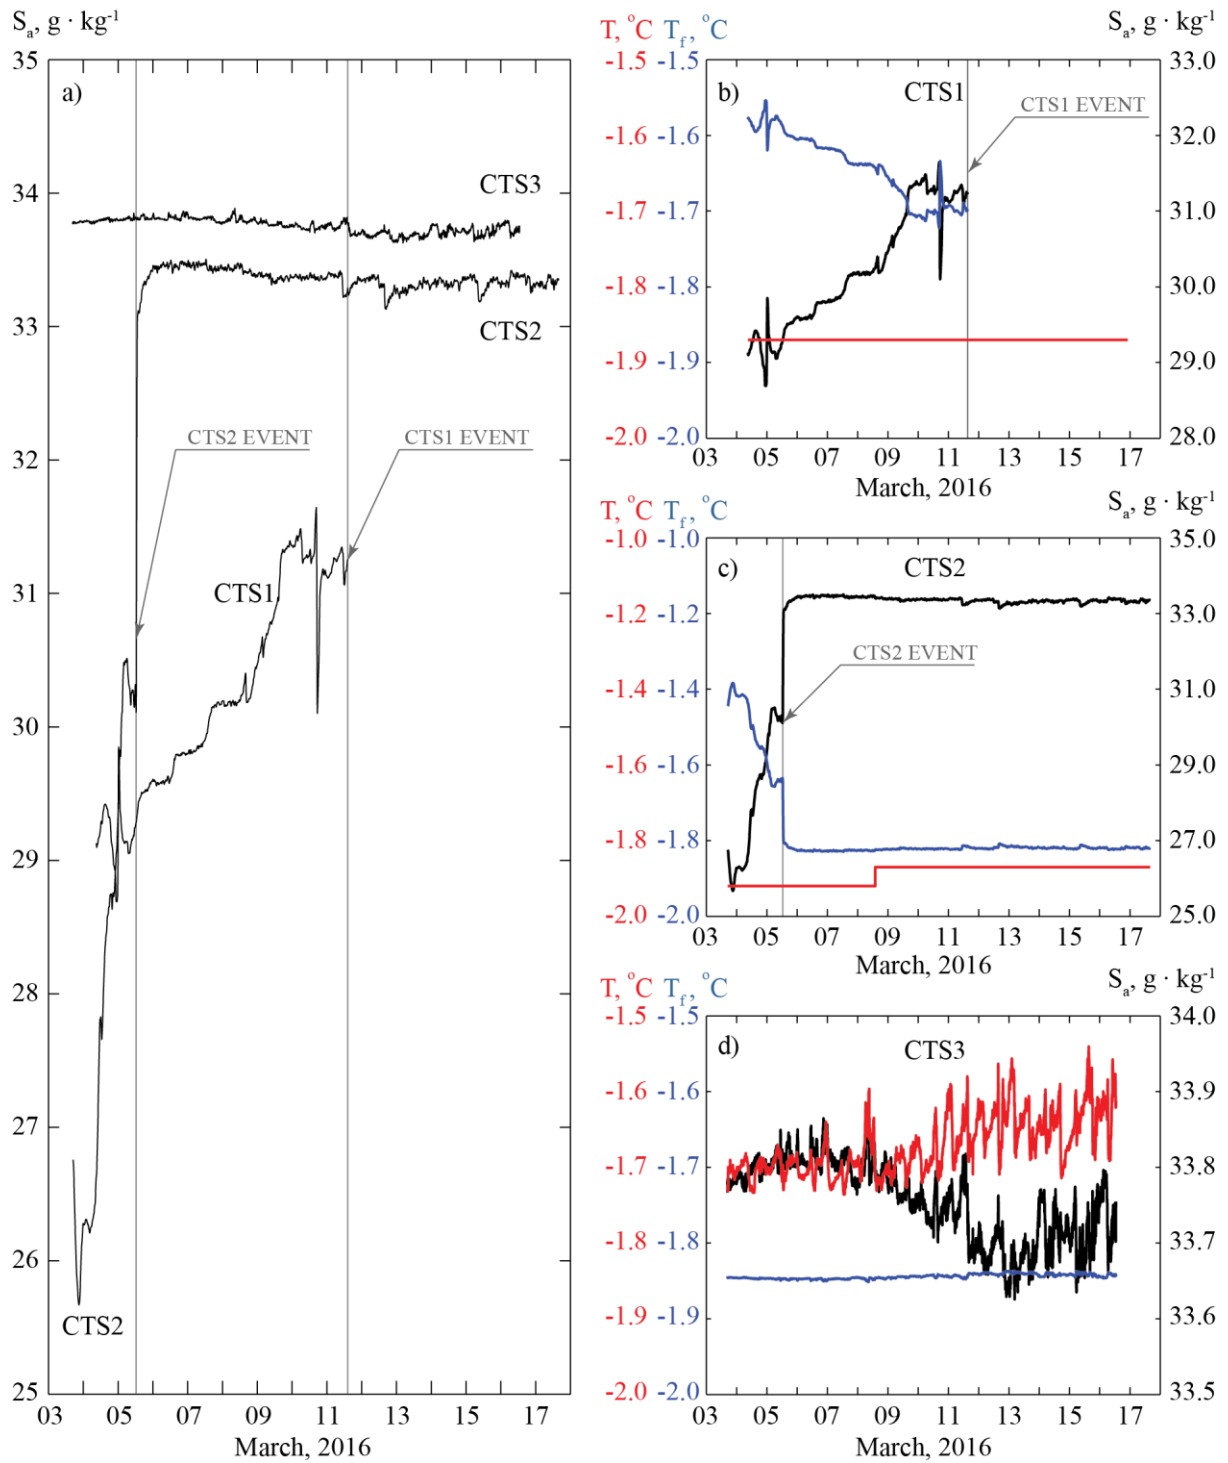 Sₐ, g · kg⁻¹
35
34
33
32
31
30
29
28
27
26
25
a)
CTS3
CTS2
CTS2 EVENT
CTS1 EVENT
CTS1
CTS2
03 05 07 09 11 13 15 17
March, 2016
T, °C T_f, °C Sₐ, g · kg⁻¹
-1.5 -1.5 33.0
b) CTS1
CTS1 EVENT
-1.6 -1.6 32.0
-1.7 -1.7 31.0
-1.8 -1.8 30.0
-1.9 -1.9 29.0
-2.0 -2.0 28.0
03 05 07 09 11 13 15 17
March, 2016
T, °C T_f, °C Sₐ, g · kg⁻¹
-1.0 -1.0 35.0
c) CTS2
-1.2 -1.2 33.0
CTS2 EVENT
-1.4 -1.4 31.0
-1.6 -1.6 29.0
-1.8 -1.8 27.0
-2.0 -2.0 25.0
03 05 07 09 11 13 15 17
March, 2016
T, °C T_f, °C Sₐ, g · kg⁻¹
-1.5 -1.5 34.0
d) CTS3
-1.6 -1.6 33.9
-1.7 -1.7 33.8
-1.8 -1.8 33.7
-1.9 -1.9 33.6
-2.0 -2.0 33.5
03 05 07 09 11 13 15 17
March, 2016